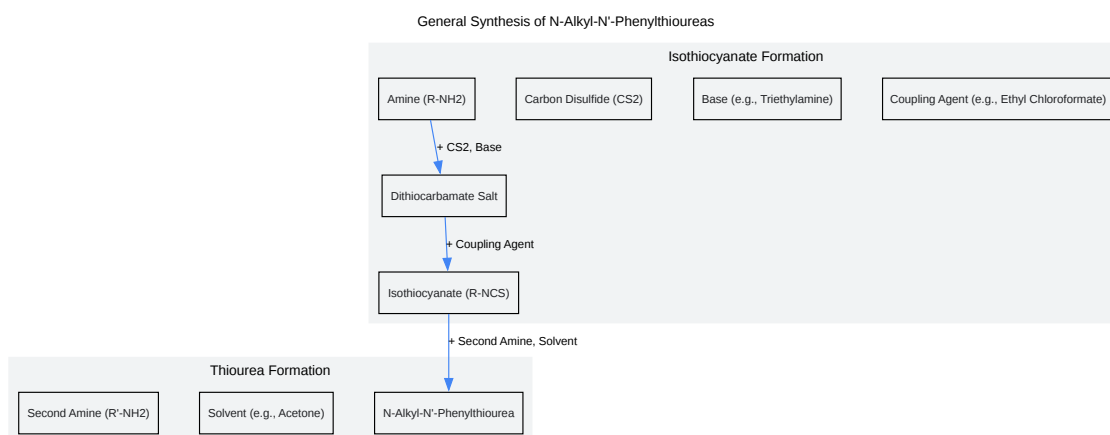 General Synthesis of N-Alkyl-N'-Phenylthioureas
Isothiocyanate Formation
Amine (R-NH2)
Carbon Disulfide (CS2)
Base (e.g., Triethylamine)
Coupling Agent (e.g., Ethyl Chloroformate)
+ CS2, Base
Dithiocarbamate Salt
+ Coupling Agent
Isothiocyanate (R-NCS)
+ Second Amine, Solvent
Thiourea Formation
Second Amine (R'-NH2)
Solvent (e.g., Acetone)
N-Alkyl-N'-Phenylthiourea